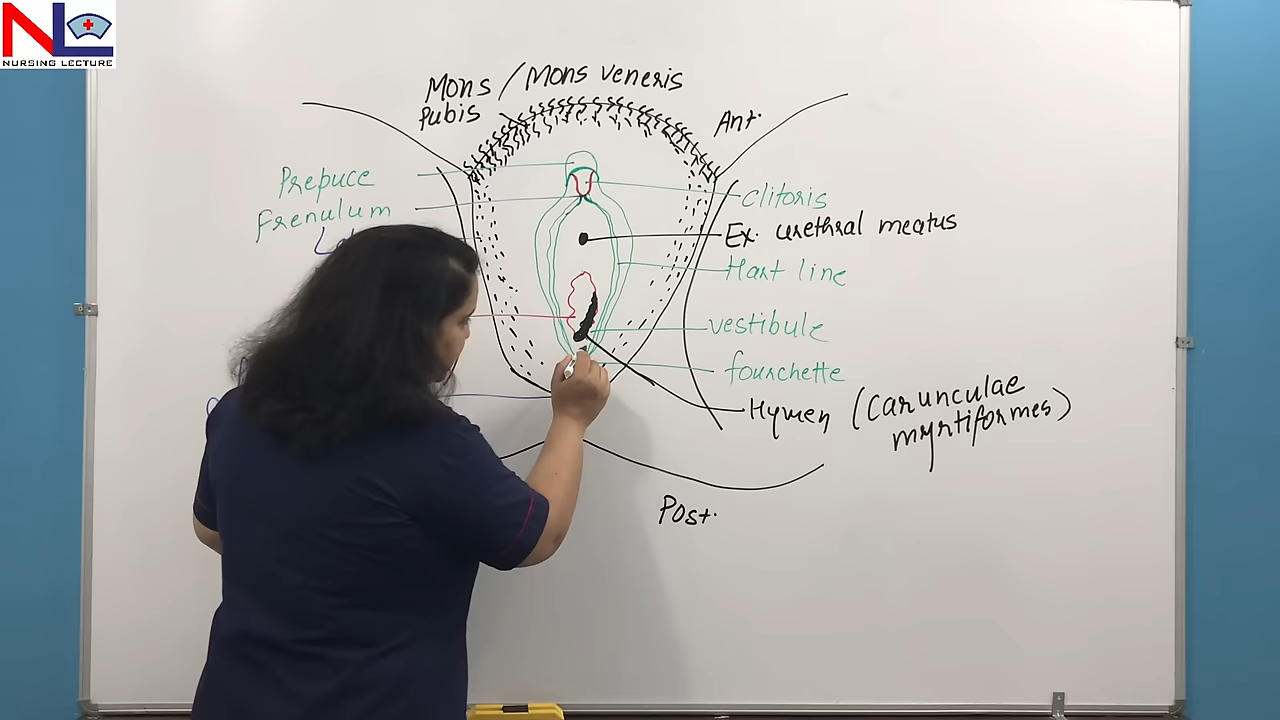 NL
NURSING LECTURE
Mons / Mons veneris
Pubis
Ant.
Prepuce
Frenulum
clitoris
Ex. urethral meatus
Hart line
vestibule
fourchette
Hymen (carunculae
myrtiformes)
Post.